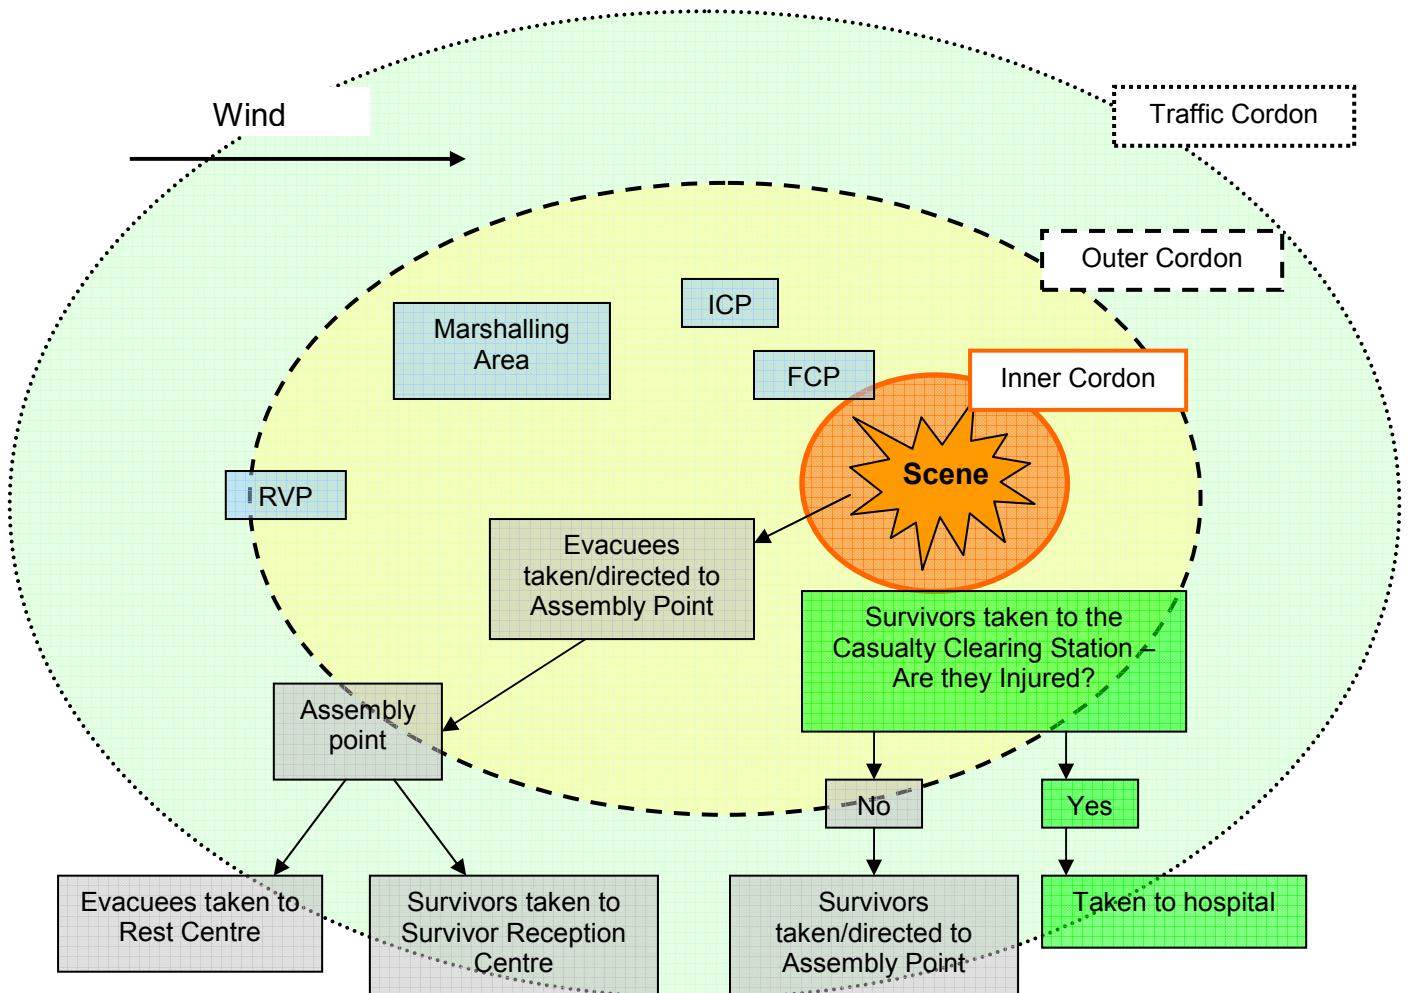 Wind
Traffic Cordon
Outer Cordon
ICP
Marshalling
Area
FCP
Inner Cordon
Scene
RVP
Evacuees
taken/directed to
Assembly Point
Survivors taken to the
Casualty Clearing Station –
Are they Injured?
Assembly
point
No
Yes
Evacuees taken to
Rest Centre
Survivors taken to
Survivor Reception
Centre
Survivors
taken/directed to
Assembly Point
Taken to hospital